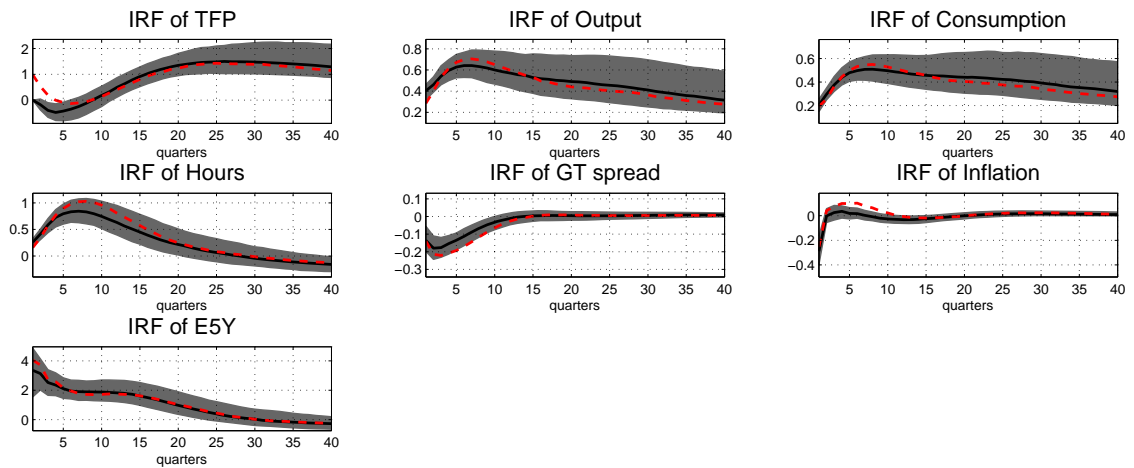 IRF of TFP
2
1
0
5 10 15 20 25 30 35 40
quarters
IRF of Output
0.8
0.6
0.4
0.2
5 10 15 20 25 30 35 40
quarters
IRF of Consumption
0.6
0.4
0.2
5 10 15 20 25 30 35 40
quarters
IRF of Hours
1
0.5
0
5 10 15 20 25 30 35 40
quarters
IRF of GT spread
0.1
0
−0.1
−0.2
−0.3
5 10 15 20 25 30 35 40
quarters
IRF of Inflation
0
−0.2
−0.4
5 10 15 20 25 30 35 40
quarters
IRF of E5Y
4
2
0
5 10 15 20 25 30 35 40
quarters